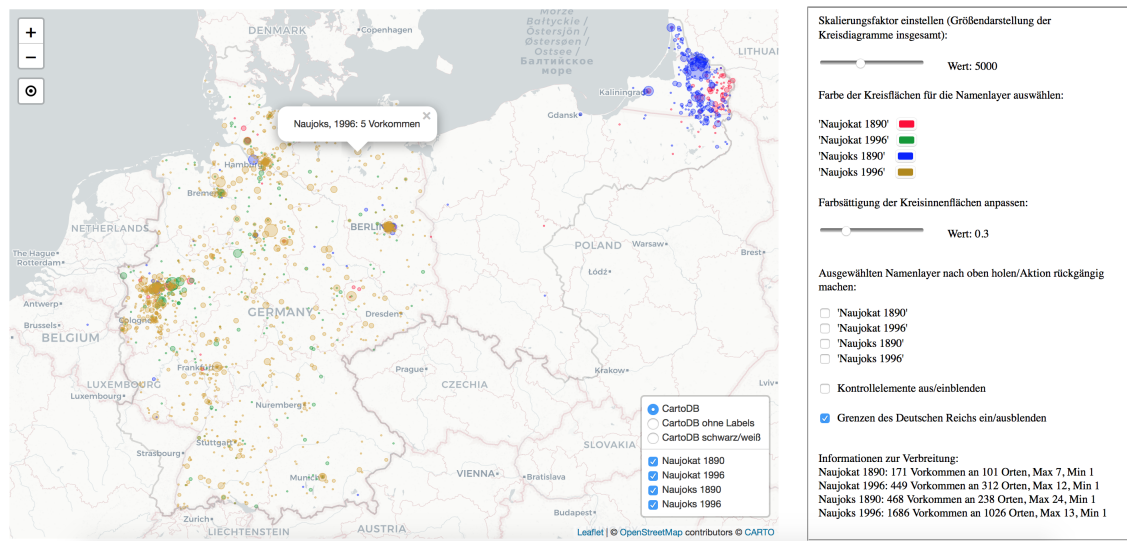 +
−
DENMARK
Copenhagen
Morze
Bałtyckie /
Östersjön /
Østersøen /
Ostsee /
Балтийское
море
LITHUAN
Kaliningrad
Gdansk
Naujoks, 1996: 5 Vorkommen
×
Hamburg
Bremen
NETHERLANDS
BERLIN
The Hague
Rotterdam
POLAND
Warsaw
Brest
Łódź
Antwerp
Brussels
BELGIUM
Cologne
GERMANY
Dresden
Frankfurt
Prague
Krakow
LUXEMBOURG
Luxembourg
CZECHIA
Lviv
Nuremberg
Stuttgart
Strasbourg
SLOVAKIA
Munich
VIENNA
Bratislava
Zurich
Budapest
LIECHTENSTEIN
AUSTRIA
CartoDB
CartoDB ohne Labels
CartoDB schwarz/weiß
Naujokat 1890
Naujokat 1996
Naujoks 1890
Naujoks 1996
Leaflet | © OpenStreetMap contributors © CARTO
Skalierungsfaktor einstellen (Größendarstellung der
Kreisdiagramme insgesamt):
Wert: 5000
Farbe der Kreisflächen für die Namenlayer auswählen:
'Naujokat 1890'
'Naujokat 1996'
'Naujoks 1890'
'Naujoks 1996'
Farbsättigung der Kreisinnenflächen anpassen:
Wert: 0.3
Ausgewählten Namenlayer nach oben holen/Aktion rückgängig
machen:
'Naujokat 1890'
'Naujokat 1996'
'Naujoks 1890'
'Naujoks 1996'
Kontrollelemente aus/einblenden
Grenzen des Deutschen Reichs ein/ausblenden
Informationen zur Verbreitung:
Naujokat 1890: 171 Vorkommen an 101 Orten, Max 7, Min 1
Naujokat 1996: 449 Vorkommen an 312 Orten, Max 12, Min 1
Naujoks 1890: 468 Vorkommen an 238 Orten, Max 24, Min 1
Naujoks 1996: 1686 Vorkommen an 1026 Orten, Max 13, Min 1